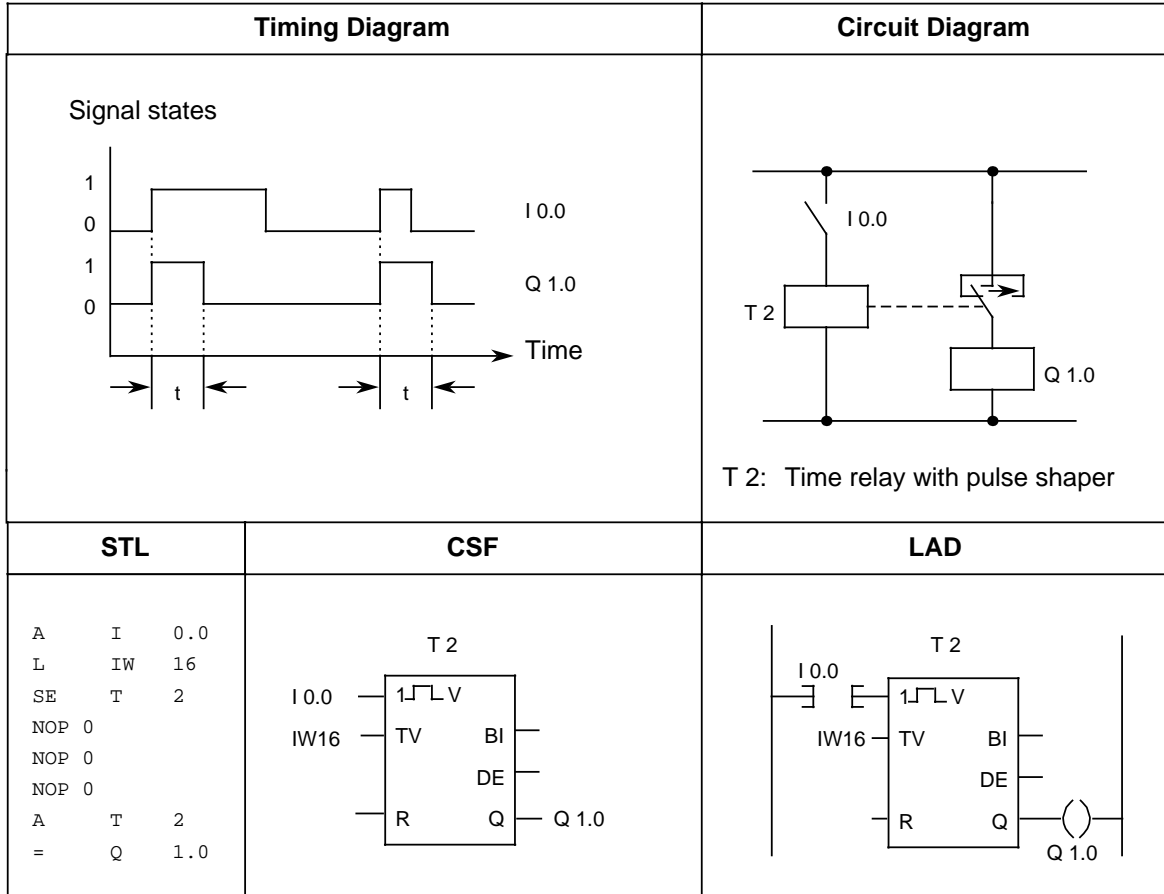 Timing Diagram
Circuit Diagram
Signal states
1
0
I 0.0
1
0
Q 1.0
Time
t
t
I 0.0
T 2
Q 1.0
T 2: Time relay with pulse shaper
STL
CSF
LAD
A I 0.0
L IW 16
SE T 2
NOP 0
NOP 0
NOP 0
A T 2
= Q 1.0
T 2
I 0.0
1 V
IW16
TV BI
DE
R Q
Q 1.0
T 2
I 0.0
1 V
IW16
TV BI
DE
R Q
Q 1.0